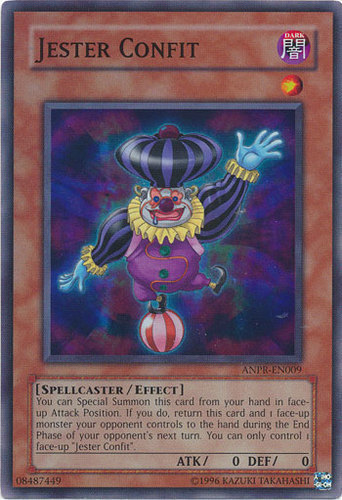 JESTER CONFIT
DARK
闇
ANPR-EN009
[SPELLCASTER/EFFECT]
You can Special Summon this card from your hand in face-
up Attack Position. If you do, return this card and 1 face-up
monster your opponent controls to the hand during the End
Phase of your opponent's next turn. You can only control 1
face-up "Jester Confit".
ATK/ 0 DEF/ 0
08487449
©1996 KAZUKI TAKAHASHI